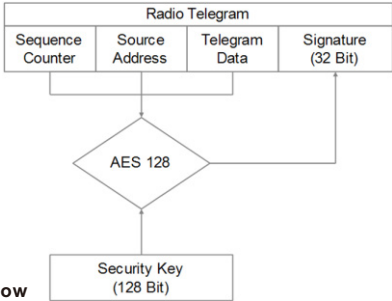 Radio Telegram
Sequence Counter
Source Address
Telegram Data
Signature (32 Bit)
AES 128
Security Key
(128 Bit)
ow